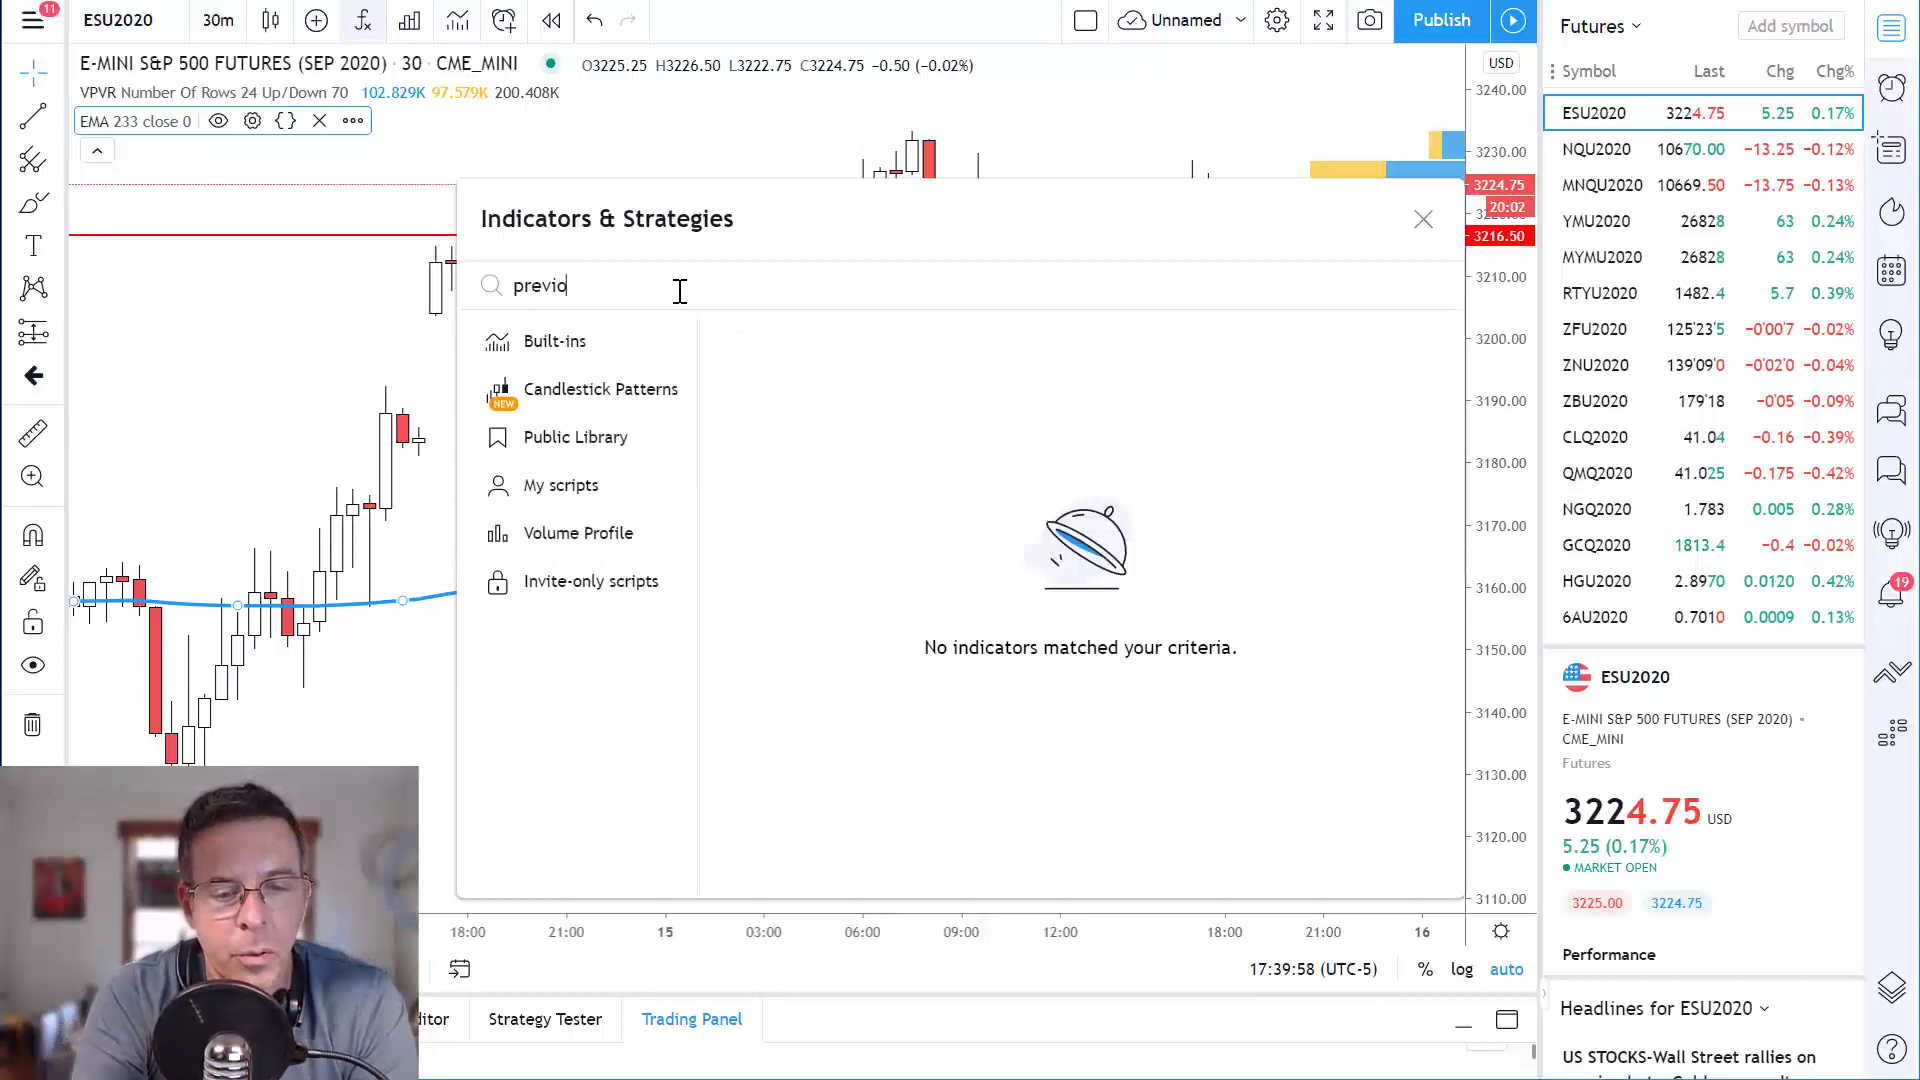 11
ESU2020
30m
Unnamed
Publish
E-MINI S&P 500 FUTURES (SEP 2020) · 30 · CME_MINI
O3225.25 H3226.50 L3222.75 C3224.75 −0.50 (−0.02%)
VPVR Number Of Rows 24 Up/Down 70 102.829K 97.579K 200.408K
EMA 233 close 0
USD
3240.00
3230.00
3224.75
20:02
3216.50
3210.00
3200.00
3190.00
3180.00
3170.00
3160.00
3150.00
3140.00
3130.00
3120.00
3110.00
Indicators & Strategies
previo
Built-ins
Candlestick Patterns
NEW
Public Library
My scripts
Volume Profile
Invite-only scripts
No indicators matched your criteria.
18:00 21:00 15 03:00 06:00 09:00 12:00 18:00 21:00 16
17:39:58 (UTC-5) % log auto
itor Strategy Tester Trading Panel
Futures
Add symbol
Symbol Last Chg Chg%
ESU2020 3224.75 5.25 0.17%
NQU2020 10670.00 −13.25 −0.12%
MNQU2020 10669.50 −13.75 −0.13%
YMU2020 26828 63 0.24%
MYMU2020 26828 63 0.24%
RTYU2020 1482.4 5.7 0.39%
ZFU2020 125'23'5 −0'00'7 −0.02%
ZNU2020 139'09'0 −0'02'0 −0.04%
ZBU2020 179'18 −0'05 −0.09%
CLQ2020 41.04 −0.16 −0.39%
QMQ2020 41.025 −0.175 −0.42%
NGQ2020 1.783 0.005 0.28%
GCQ2020 1813.4 −0.4 −0.02%
HGU2020 2.8970 0.0120 0.42%
6AU2020 0.7010 0.0009 0.13%
19
ESU2020
E-MINI S&P 500 FUTURES (SEP 2020) •
CME_MINI
Futures
3224.75 USD
5.25 (0.17%)
MARKET OPEN
3225.00 3224.75
Performance
Headlines for ESU2020
US STOCKS-Wall Street rallies on